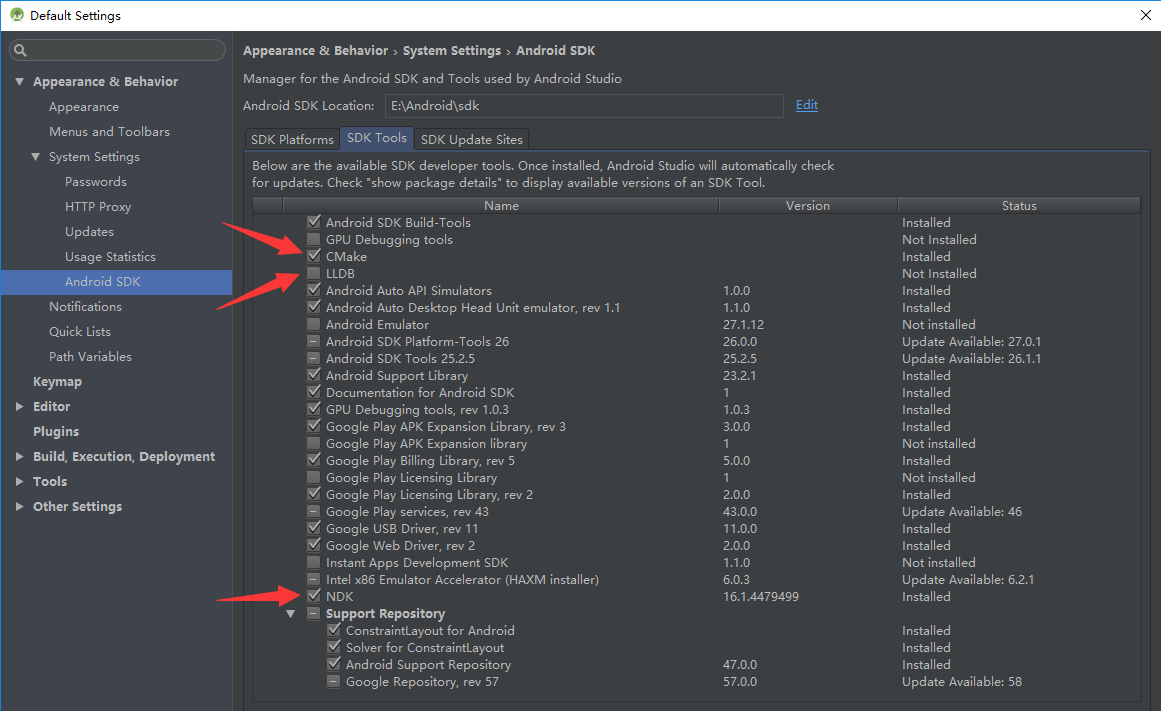 Default Settings
Appearance & Behavior
Appearance
Menus and Toolbars
System Settings
Passwords
HTTP Proxy
Updates
Usage Statistics
Android SDK
Notifications
Quick Lists
Path Variables
Keymap
Editor
Plugins
Build, Execution, Deployment
Tools
Other Settings
Appearance & Behavior › System Settings › Android SDK
Manager for the Android SDK and Tools used by Android Studio
Android SDK Location: E:\Android\sdk Edit
SDK Platforms SDK Tools SDK Update Sites
Below are the available SDK developer tools. Once installed, Android Studio will automatically check
for updates. Check "show package details" to display available versions of an SDK Tool.
Name Version Status
Android SDK Build-Tools Installed
GPU Debugging tools Not Installed
CMake Installed
LLDB Not Installed
Android Auto API Simulators 1.0.0 Installed
Android Auto Desktop Head Unit emulator, rev 1.1 1.1.0 Installed
Android Emulator 27.1.12 Not installed
Android SDK Platform-Tools 26 26.0.0 Update Available: 27.0.1
Android SDK Tools 25.2.5 25.2.5 Update Available: 26.1.1
Android Support Library 23.2.1 Installed
Documentation for Android SDK 1 Installed
GPU Debugging tools, rev 1.0.3 1.0.3 Installed
Google Play APK Expansion Library, rev 3 3.0.0 Installed
Google Play APK Expansion library 1 Not installed
Google Play Billing Library, rev 5 5.0.0 Installed
Google Play Licensing Library 1 Not installed
Google Play Licensing Library, rev 2 2.0.0 Installed
Google Play services, rev 43 43.0.0 Update Available: 46
Google USB Driver, rev 11 11.0.0 Installed
Google Web Driver, rev 2 2.0.0 Installed
Instant Apps Development SDK 1.1.0 Not installed
Intel x86 Emulator Accelerator (HAXM installer) 6.0.3 Update Available: 6.2.1
NDK 16.1.4479499 Installed
Support Repository
ConstraintLayout for Android Installed
Solver for ConstraintLayout Installed
Android Support Repository 47.0.0 Installed
Google Repository, rev 57 57.0.0 Update Available: 58